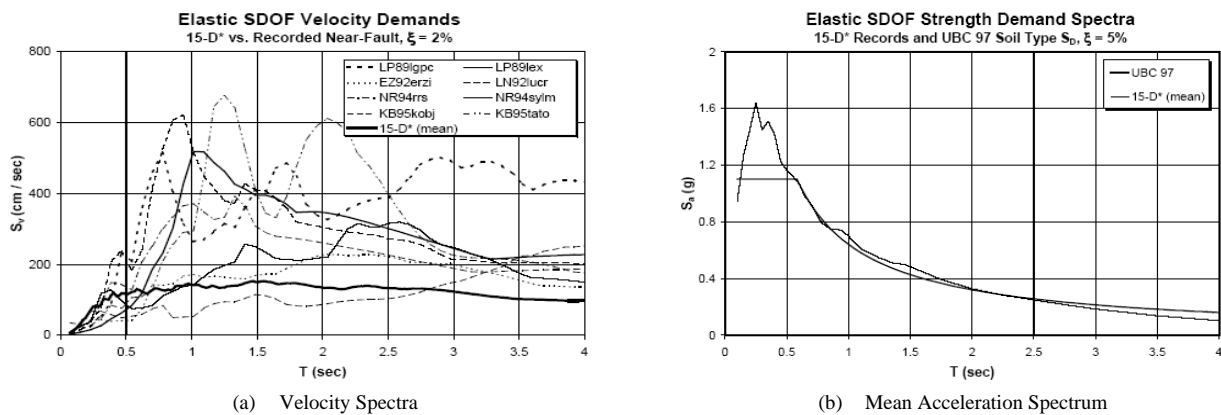 Elastic SDOF Velocity Demands
15-D* vs. Recorded Near-Fault, ξ = 2%
800
600
400
200
0
Sv (cm / sec)
LP89lgpc
LP89lex
EZ92erzi
LN92lucr
NR94rrs
NR94sylm
KB95kobj
KB95tato
15-D* (mean)
0 0.5 1 1.5 2 2.5 3 3.5 4
T (sec)
(a) Velocity Spectra
Elastic SDOF Strength Demand Spectra
15-D* Records and UBC 97 Soil Type SD, ξ = 5%
2
1.6
1.2
0.8
0.4
0
Sa (g)
UBC 97
15-D* (mean)
0 0.5 1 1.5 2 2.5 3 3.5 4
T (sec)
(b) Mean Acceleration Spectrum